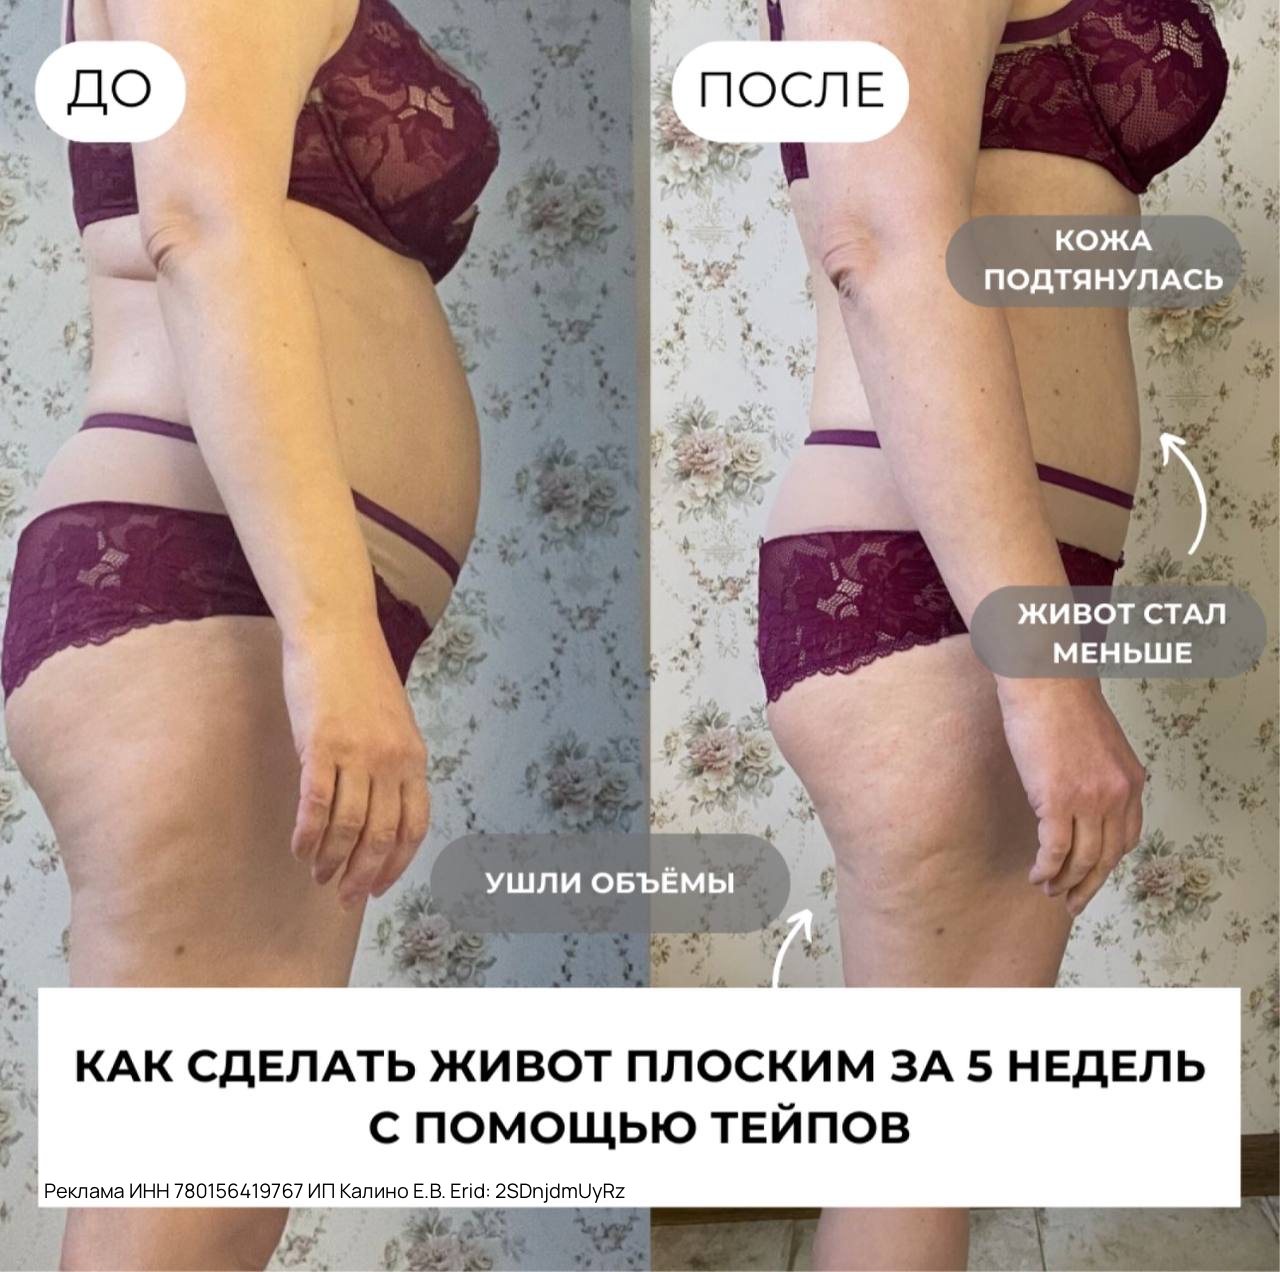 ДО
ПОСЛЕ
КОЖА
ПОДТЯНУЛАСЬ
ЖИВОТ СТАЛ
МЕНЬШЕ
УШЛИ ОБЪЁМЫ
КАК СДЕЛАТЬ ЖИВОТ ПЛОСКИМ ЗА 5 НЕДЕЛЬ
С ПОМОЩЬЮ ТЕЙПОВ
Реклама ИНН 780156419767 ИП Калино Е.В. Erid: 2SDnjdmUyRz